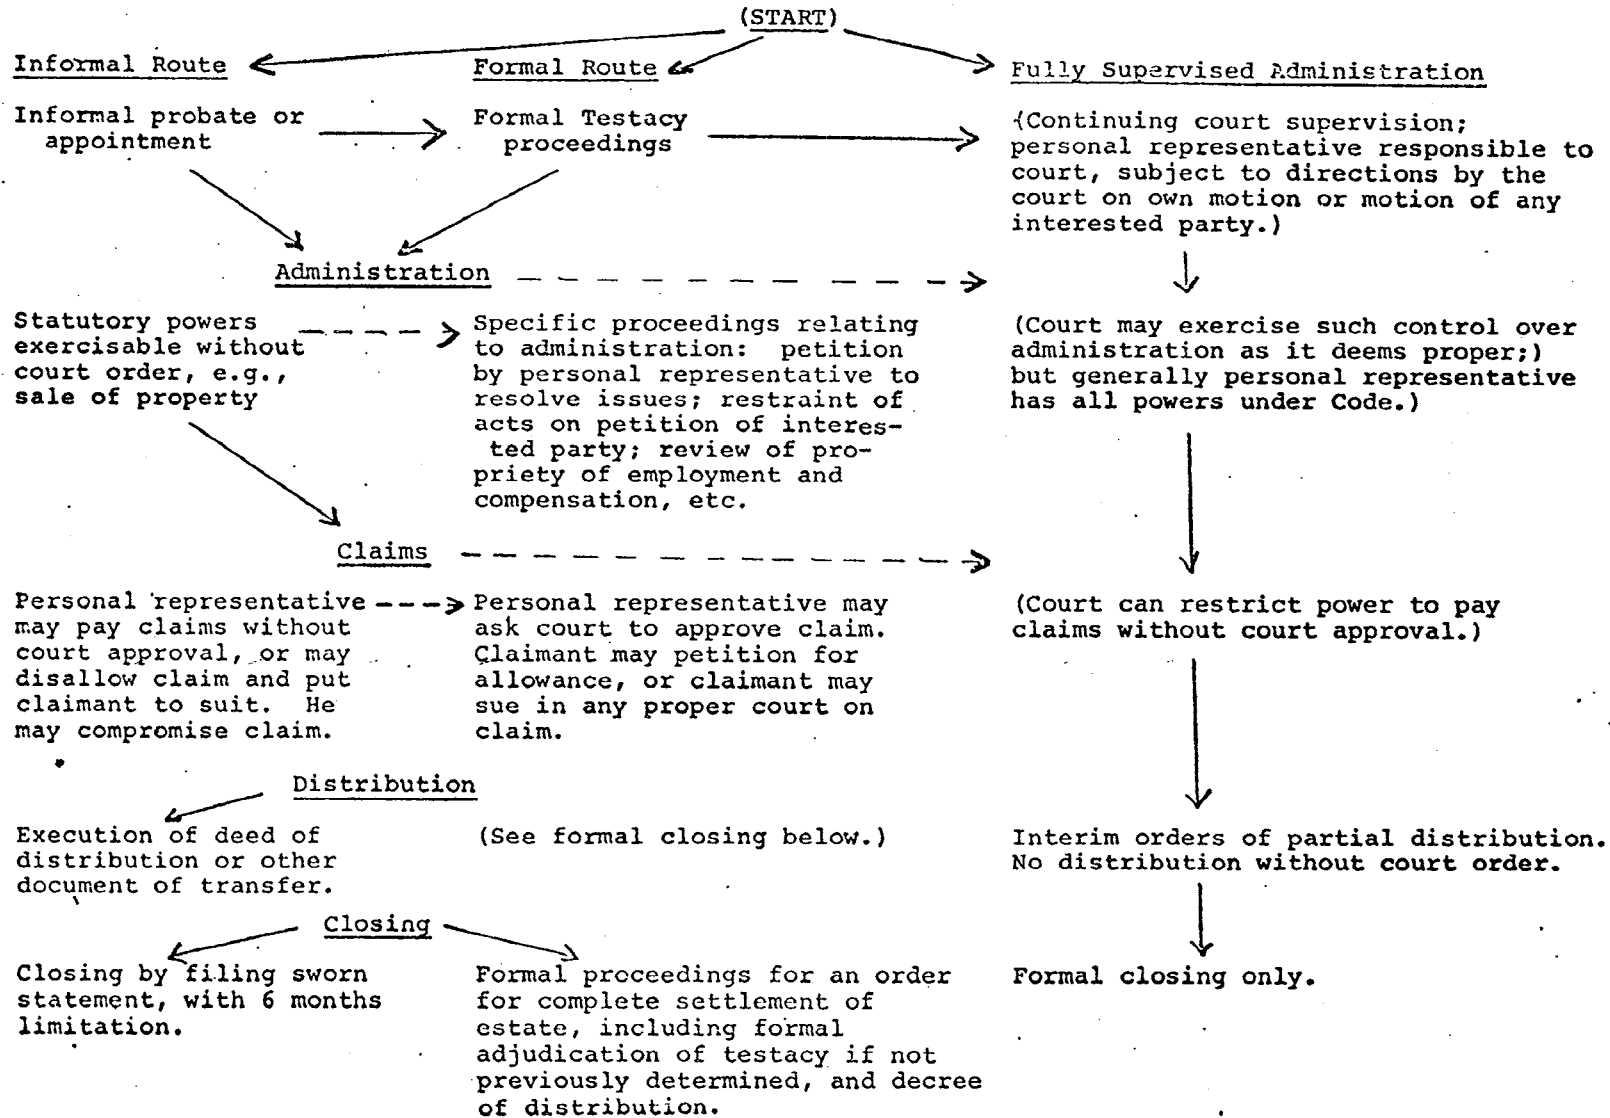 (START)
Informal Route
Formal Route
Fully Supervised Administration
Informal probate or
appointment
Formal Testacy
proceedings
(Continuing court supervision;
personal representative responsible to
court, subject to directions by the
court on own motion or motion of any
interested party.)
Administration
Statutory powers
exercisable without
court order, e.g.,
sale of property
Specific proceedings relating
to administration: petition
by personal representative to
resolve issues; restraint of
acts on petition of interes-
ted party; review of pro-
priety of employment and
compensation, etc.
(Court may exercise such control over
administration as it deems proper;)
but generally personal representative
has all powers under Code.)
Claims
Personal representative
may pay claims without
court approval, or may
disallow claim and put
claimant to suit. He
may compromise claim.
Personal representative may
ask court to approve claim.
Claimant may petition for
allowance, or claimant may
sue in any proper court on
claim.
(Court can restrict power to pay
claims without court approval.)
Distribution
Execution of deed of
distribution or other
document of transfer.
(See formal closing below.)
Interim orders of partial distribution.
No distribution without court order.
Closing
Closing by filing sworn
statement, with 6 months
limitation.
Formal proceedings for an order
for complete settlement of
estate, including formal
adjudication of testacy if not
previously determined, and decree
of distribution.
Formal closing only.